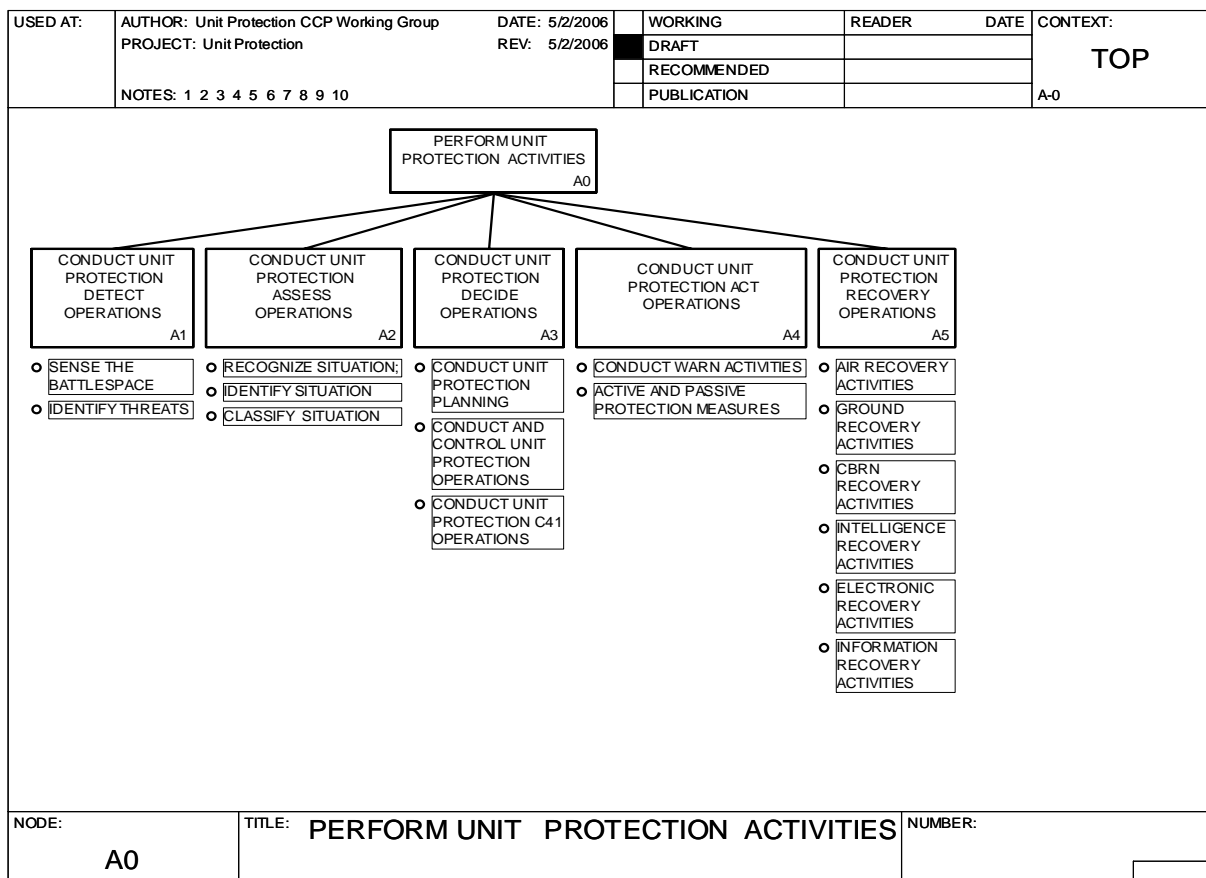 USED AT:
AUTHOR: Unit Protection CCP Working Group
DATE: 5/2/2006
PROJECT: Unit Protection
REV: 5/2/2006
NOTES: 1 2 3 4 5 6 7 8 9 10
WORKING
DRAFT
RECOMMENDED
PUBLICATION
READER DATE
CONTEXT:
TOP
A-0
PERFORM UNIT
PROTECTION ACTIVITIES
A0
CONDUCT UNIT
PROTECTION
DETECT
OPERATIONS
A1
SENSE THE
BATTLESPACE
IDENTIFY THREATS
CONDUCT UNIT
PROTECTION
ASSESS
OPERATIONS
A2
RECOGNIZE SITUATION;
IDENTIFY SITUATION
CLASSIFY SITUATION
CONDUCT UNIT
PROTECTION
DECIDE
OPERATIONS
A3
CONDUCT UNIT
PROTECTION
PLANNING
CONDUCT AND
CONTROL UNIT
PROTECTION
OPERATIONS
CONDUCT UNIT
PROTECTION C41
OPERATIONS
CONDUCT UNIT
PROTECTION ACT
OPERATIONS
A4
CONDUCT WARN ACTIVITIES
ACTIVE AND PASSIVE
PROTECTION MEASURES
CONDUCT UNIT
PROTECTION
RECOVERY
OPERATIONS
A5
AIR RECOVERY
ACTIVITIES
GROUND
RECOVERY
ACTIVITIES
CBRN
RECOVERY
ACTIVITIES
INTELLIGENCE
RECOVERY
ACTIVITIES
ELECTRONIC
RECOVERY
ACTIVITIES
INFORMATION
RECOVERY
ACTIVITIES
NODE:
A0
TITLE: PERFORM UNIT PROTECTION ACTIVITIES
NUMBER: